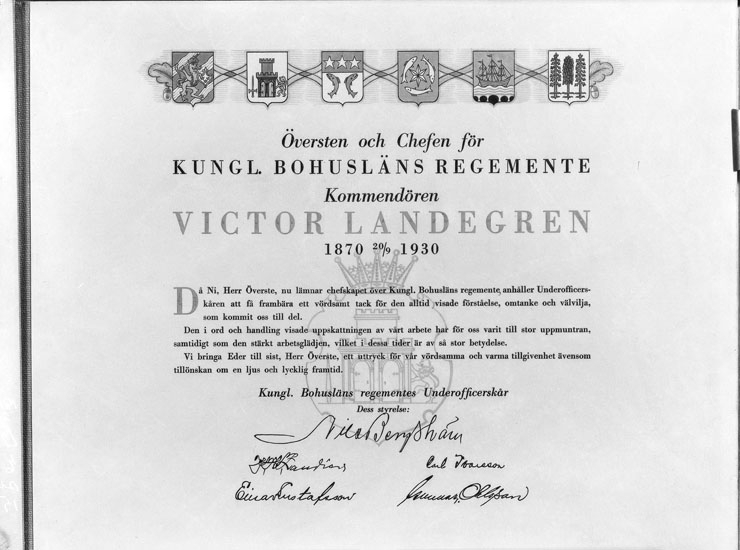 Översten och Chefen för
KUNGL. BOHUSLÄNS REGEMENTE
Kommendören
VICTOR LANDEGREN
1870 20/9 1930
Då Ni, Herr Överste, nu lämnar chefskapet över Kungl. Bohusläns regemente, anhåller Underofficers-
kåren att få frambära ett vördsamt tack för den alltid visade förståelse, omtanke och välvilja,
som kommit oss till del.
Den i ord och handling visade uppskattningen av vårt arbete har för oss varit till stor uppmuntran,
samtidigt som den stärkt arbetsglädjen, vilket i dessa tider är av så stor betydelse.
Vi bringa Eder till sist, Herr Överste, ett uttryck för vår vördsamma och varma tillgivenhet ävensom
tillönskan om en ljus och lycklig framtid.
Kungl. Bohusläns regementes Underofficerskår
Dess styrelse:
Nils
Carl Ivarsson
Einar Gustafsson
Gunnar